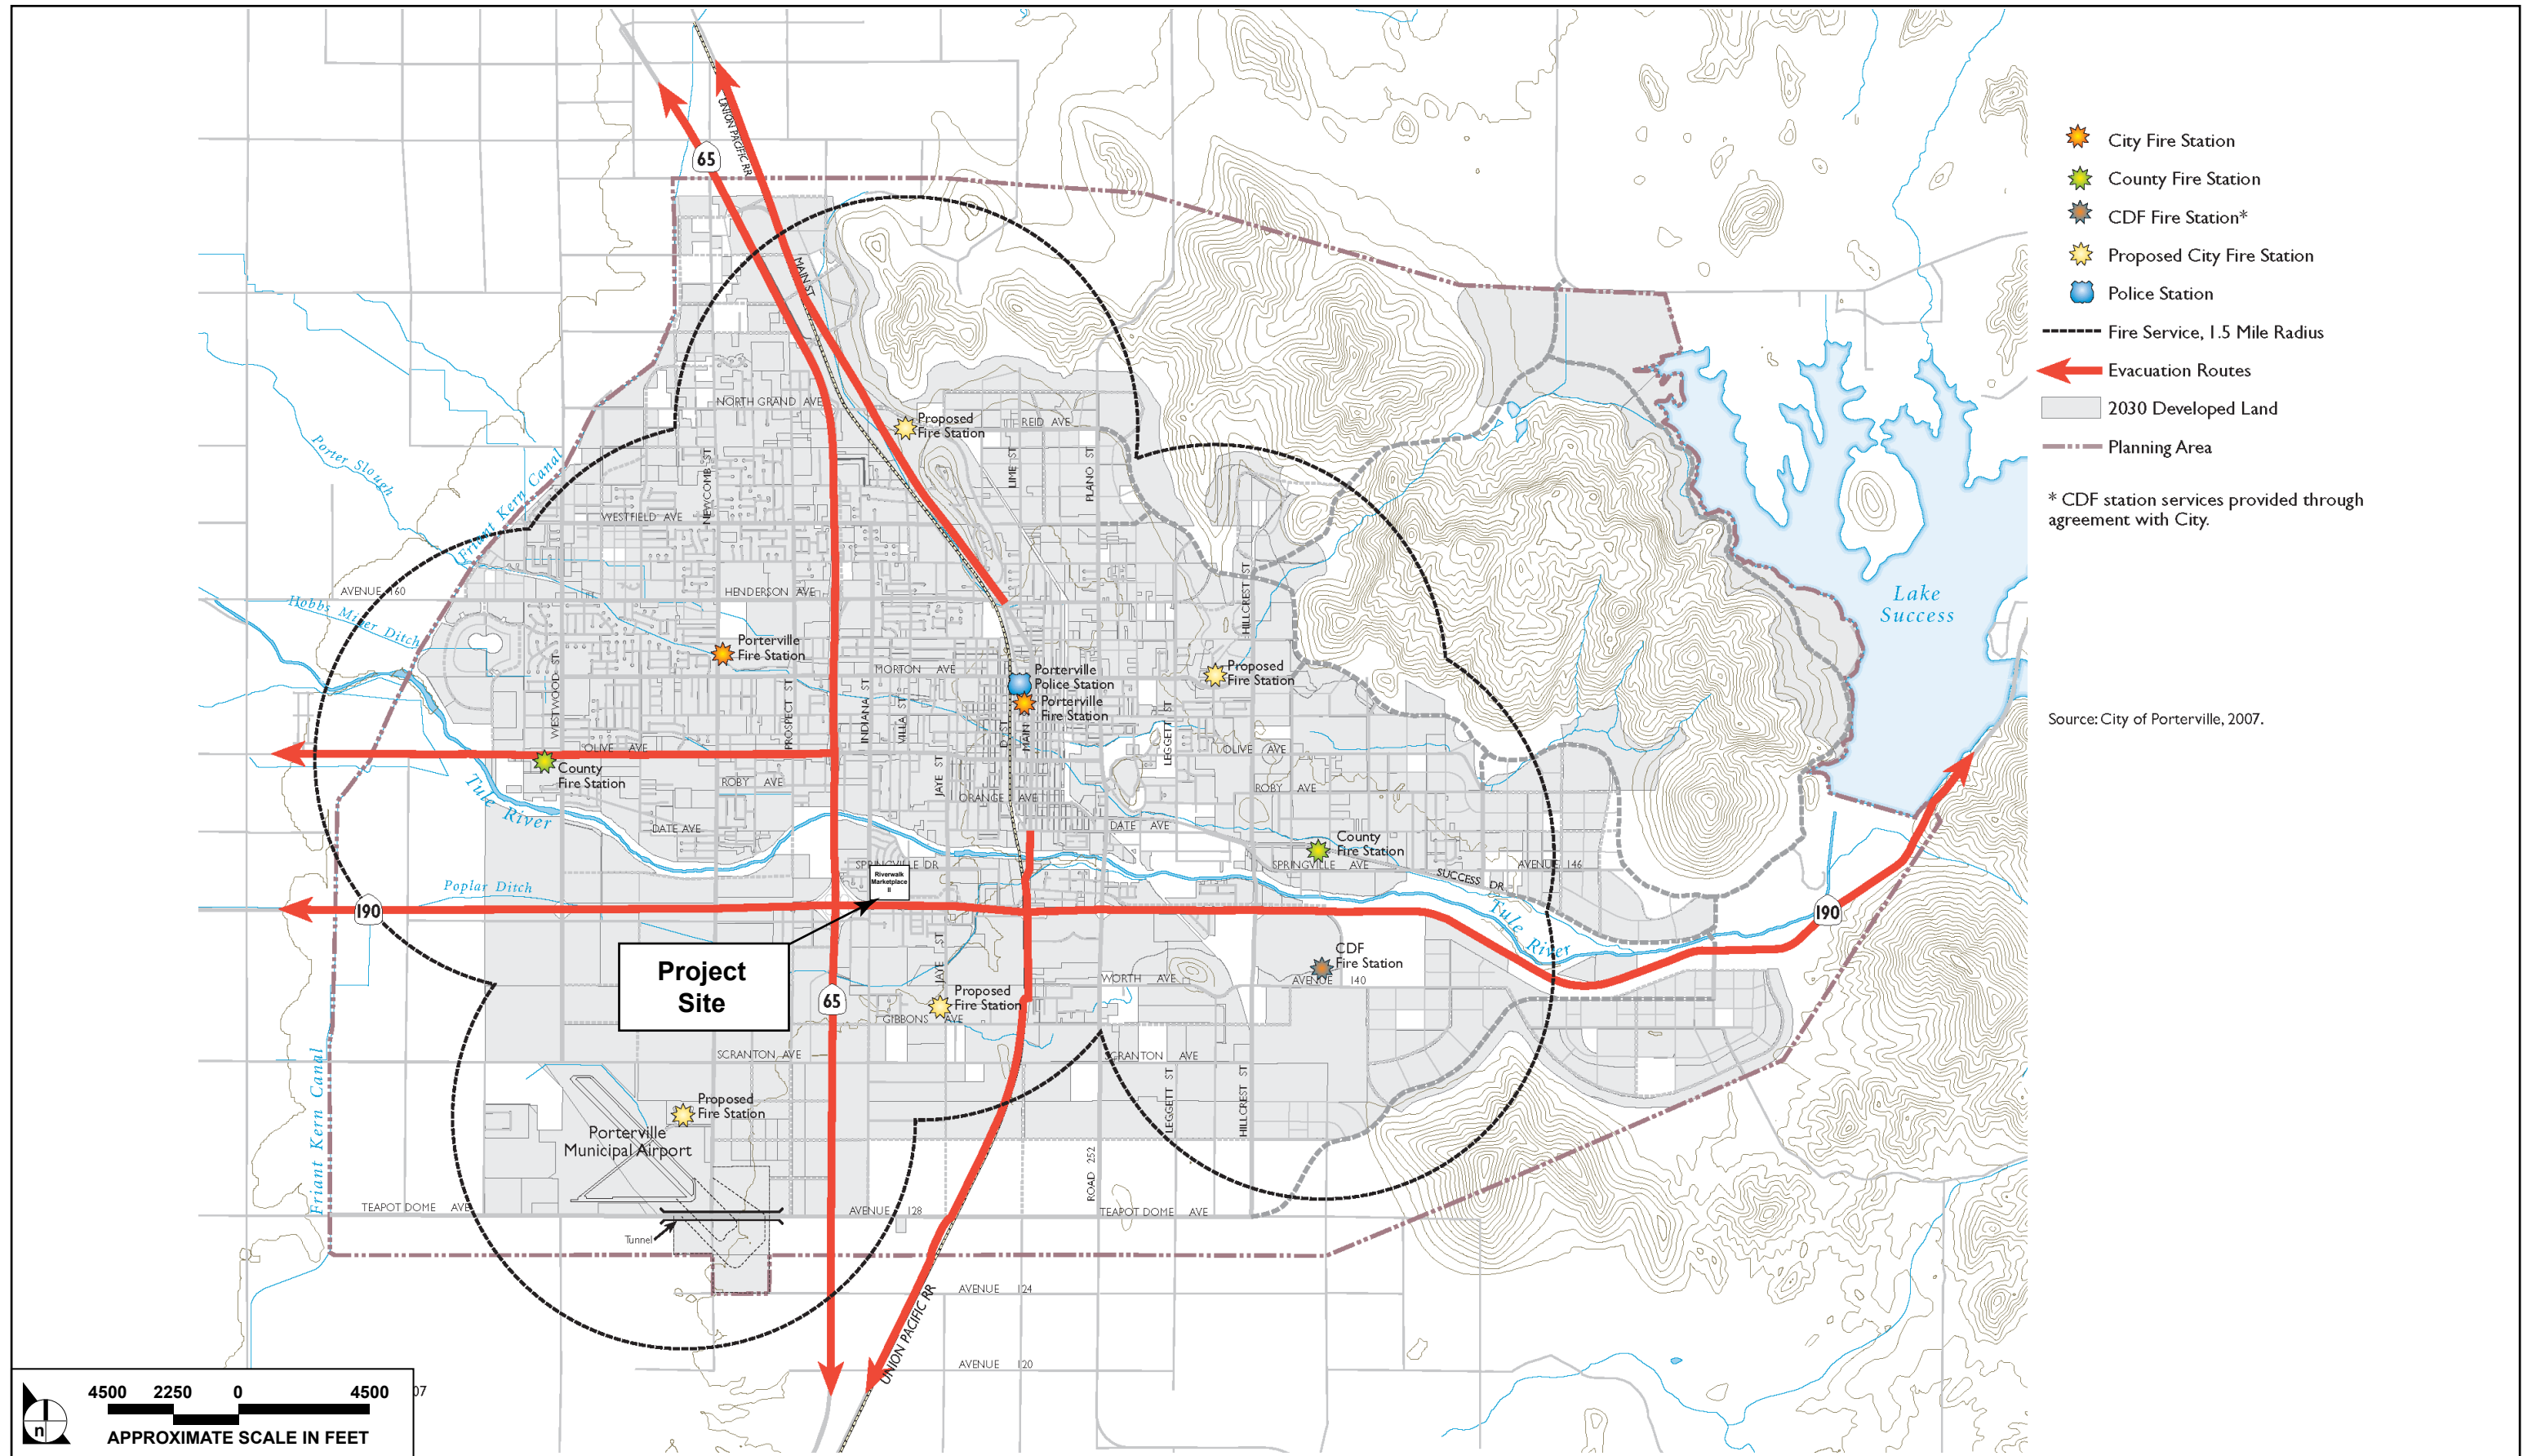 65
UNION PACIFIC RR
MAIN ST
NORTH GRAND AVE
Proposed
Fire Station
REID AVE
Porter Slough
Friant Kern Canal
NEWCOMB ST
LIME ST
PLANO ST
WESTFIELD AVE
AVENUE 160
HENDERSON AVE
HILLCREST ST
Hobbs Miner Ditch
Porterville
Fire Station
MORTON AVE
Porterville
Police Station
Porterville
Fire Station
Proposed
Fire Station
WESTWOOD ST
PROSPECT ST
INDIANA ST
VILLA ST
D ST
MAIN
LEGGETT ST
OLIVE AVE
OLIVE AVE
County
Fire Station
ROBY AVE
JAYE ST
ORANGE AVE
ROBY AVE
Tule River
DATE AVE
DATE AVE
County
Fire Station
SPRINGVILLE DR
SPRINGVILLE AVE
AVENUE 146
Riverwalk
Marketplace
II
SUCCESS DR
Poplar Ditch
190
190
Tule River
Lake
Success
Project
Site
JAYE ST
CDF
Fire Station
WORTH AVE
AVENUE 140
65
Proposed
Fire Station
GIBBONS AVE
SCRANTON AVE
SCRANTON AVE
Friant Kern Canal
Proposed
Fire Station
LEGGETT ST
HILLCREST ST
Porterville
Municipal Airport
ROAD 252
TEAPOT DOME AVE
AVENUE 128
TEAPOT DOME AVE
Tunnel
AVENUE 124
UNION PACIFIC RR
AVENUE 120
City Fire Station
County Fire Station
CDF Fire Station*
Proposed City Fire Station
Police Station
Fire Service, 1.5 Mile Radius
Evacuation Routes
2030 Developed Land
Planning Area
* CDF station services provided through
agreement with City.
Source: City of Porterville, 2007.
n
4500 2250 0 4500
APPROXIMATE SCALE IN FEET
07